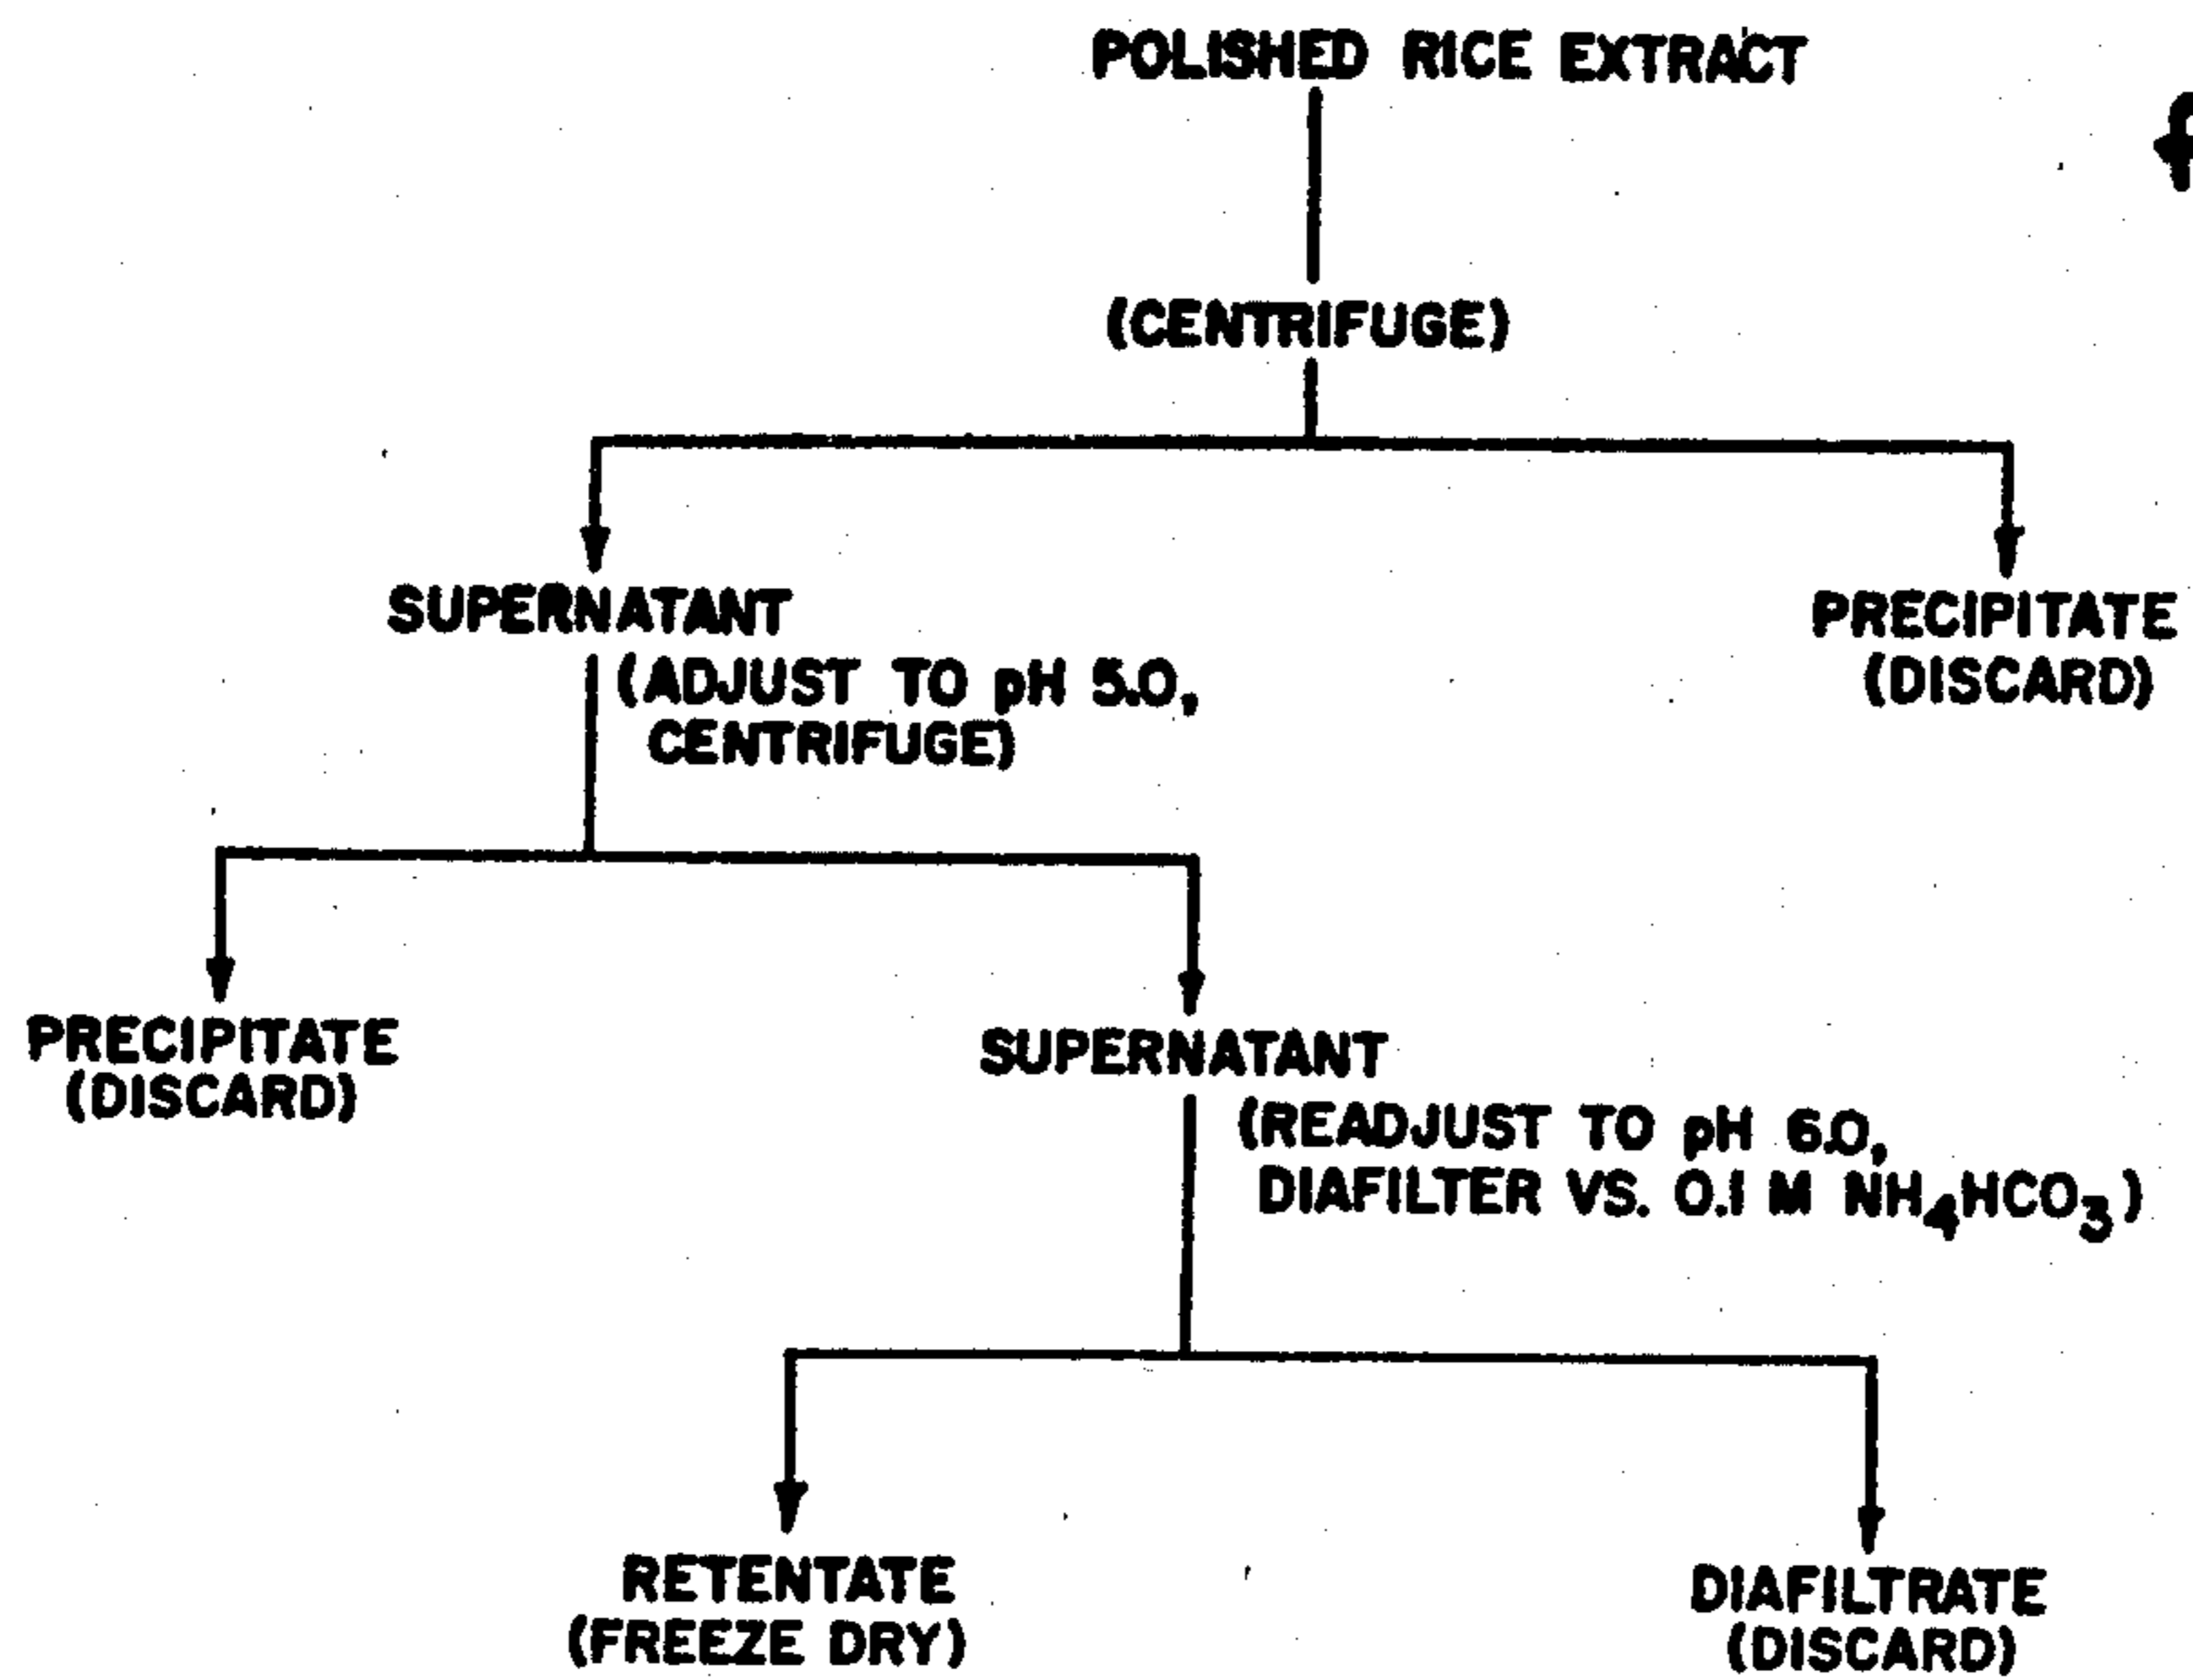 POLISHED RICE EXTRACT
(CENTRIFUGE)
SUPERNATANT
(ADJUST TO pH 5.0,
CENTRIFUGE)
PRECIPITATE
(DISCARD)
PRECIPITATE
(DISCARD)
SUPERNATANT
(READJUST TO pH 6.0,
DIAFILTER VS. 0.1 M NH₄HCO₃)
RETENTATE
(FREEZE DRY)
DIAFILTRATE
(DISCARD)